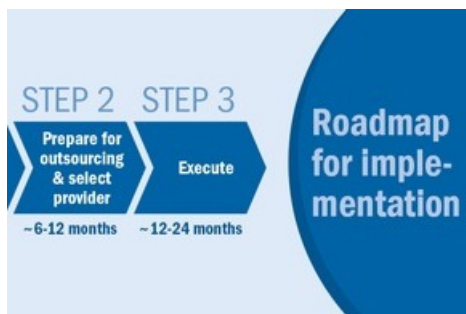 STEP 2
STEP 3
Prepare for
outsourcing
& select
provider
Execute
~6-12 months
~12-24 months
Roadmap
for imple-
mentation